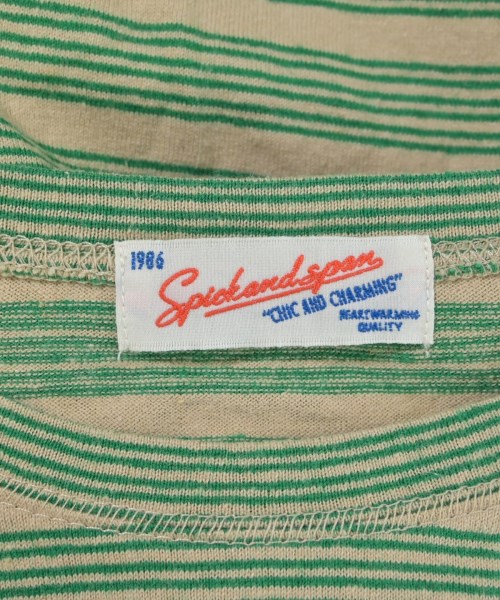 1986
Spickandspan
"CHIC AND CHARMING"
HEARTWARMING
QUALITY